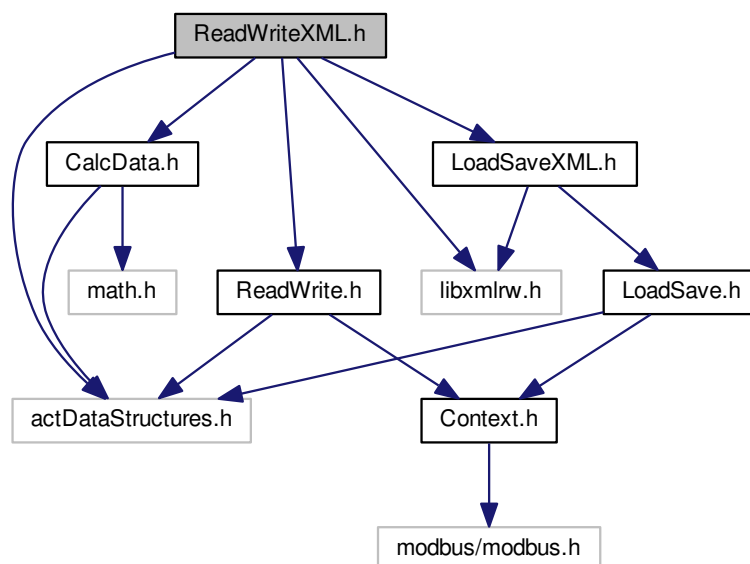 ReadWriteXML.h
CalcData.h
LoadSaveXML.h
math.h
ReadWrite.h
libxmlrw.h
LoadSave.h
actDataStructures.h
Context.h
modbus/modbus.h